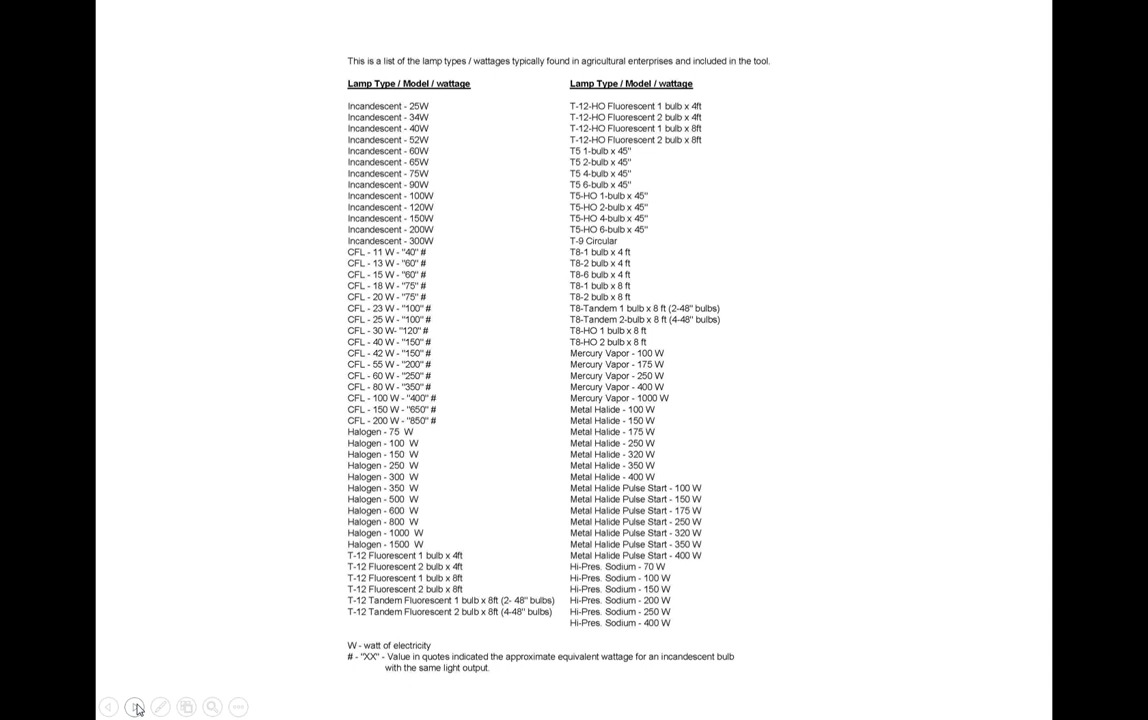 This is a list of the lamp types / wattages typically found in agricultural enterprises and included in the tool.
Lamp Type / Model / wattage
Incandescent - 25W
Incandescent - 34W
Incandescent - 40W
Incandescent - 52W
Incandescent - 60W
Incandescent - 65W
Incandescent - 75W
Incandescent - 90W
Incandescent - 100W
Incandescent - 120W
Incandescent - 150W
Incandescent - 200W
Incandescent - 300W
CFL - 11 W - "40" #
CFL - 13 W - "60" #
CFL - 15 W - "60" #
CFL - 18 W - "75" #
CFL - 20 W - "75" #
CFL - 23 W - "100" #
CFL - 25 W - "100" #
CFL - 30 W- "120" #
CFL - 40 W - "150" #
CFL - 42 W - "150" #
CFL - 55 W - "200" #
CFL - 60 W - "250" #
CFL - 80 W - "350" #
CFL - 100 W - "400" #
CFL - 150 W - "650" #
CFL - 200 W - "850" #
Halogen - 75 W
Halogen - 100 W
Halogen - 150 W
Halogen - 250 W
Halogen - 300 W
Halogen - 350 W
Halogen - 500 W
Halogen - 600 W
Halogen - 800 W
Halogen - 1000 W
Halogen - 1500 W
T-12 Fluorescent 1 bulb x 4ft
T-12 Fluorescent 2 bulb x 4ft
T-12 Fluorescent 1 bulb x 8ft
T-12 Fluorescent 2 bulb x 8ft
T-12 Tandem Fluorescent 1 bulb x 8ft (2- 48" bulbs)
T-12 Tandem Fluorescent 2 bulb x 8ft (4-48" bulbs)
Lamp Type / Model / wattage
T-12-HO Fluorescent 1 bulb x 4ft
T-12-HO Fluorescent 2 bulb x 4ft
T-12-HO Fluorescent 1 bulb x 8ft
T-12-HO Fluorescent 2 bulb x 8ft
T5 1-bulb x 45"
T5 2-bulb x 45"
T5 4-bulb x 45"
T5 6-bulb x 45"
T5-HO 1-bulb x 45"
T5-HO 2-bulb x 45"
T5-HO 4-bulb x 45"
T5-HO 6-bulb x 45"
T-9 Circular
T8-1 bulb x 4 ft
T8-2 bulb x 4 ft
T8-6 bulb x 4 ft
T8-1 bulb x 8 ft
T8-2 bulb x 8 ft
T8-Tandem 1 bulb x 8 ft (2-48" bulbs)
T8-Tandem 2-bulb x 8 ft (4-48" bulbs)
T8-HO 1 bulb x 8 ft
T8-HO 2 bulb x 8 ft
Mercury Vapor - 100 W
Mercury Vapor - 175 W
Mercury Vapor - 250 W
Mercury Vapor - 400 W
Mercury Vapor - 1000 W
Metal Halide - 100 W
Metal Halide - 150 W
Metal Halide - 175 W
Metal Halide - 250 W
Metal Halide - 320 W
Metal Halide - 350 W
Metal Halide - 400 W
Metal Halide Pulse Start - 100 W
Metal Halide Pulse Start - 150 W
Metal Halide Pulse Start - 175 W
Metal Halide Pulse Start - 250 W
Metal Halide Pulse Start - 320 W
Metal Halide Pulse Start - 350 W
Metal Halide Pulse Start - 400 W
Hi-Pres. Sodium - 70 W
Hi-Pres. Sodium - 100 W
Hi-Pres. Sodium - 150 W
Hi-Pres. Sodium - 200 W
Hi-Pres. Sodium - 250 W
Hi-Pres. Sodium - 400 W
W - watt of electricity
# - "XX" - Value in quotes indicated the approximate equivalent wattage for an incandescent bulb
with the same light output.